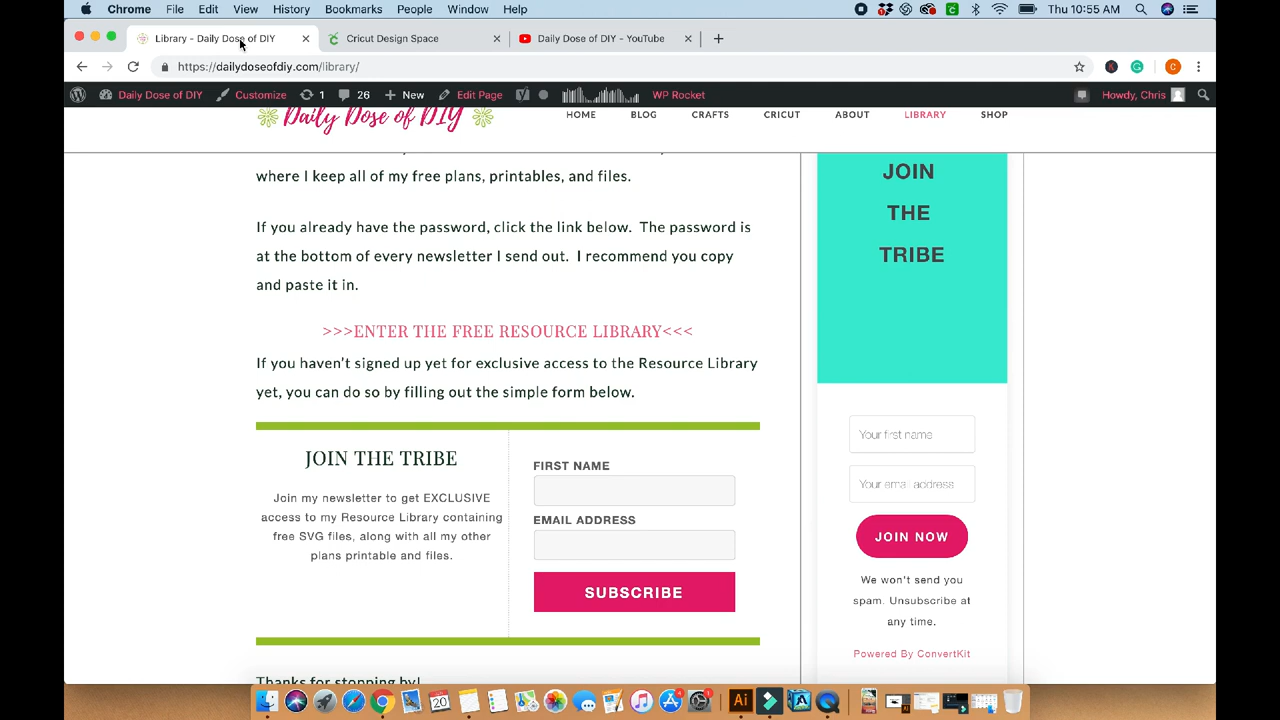 Chrome File Edit View History Bookmarks People Window Help Thu 10:55 AM
Library - Daily Dose of DIY Cricut Design Space Daily Dose of DIY - YouTube
https://dailydoseofdiy.com/library/
Daily Dose of DIY Customize 1 26 New Edit Page WP Rocket Howdy, Chris
Daily Dose of DIY HOME BLOG CRAFTS CRICUT ABOUT LIBRARY SHOP
where I keep all of my free plans, printables, and files.
If you already have the password, click the link below. The password is
at the bottom of every newsletter I send out. I recommend you copy
and paste it in.
>>>ENTER THE FREE RESOURCE LIBRARY<<<
If you haven't signed up yet for exclusive access to the Resource Library
yet, you can do so by filling out the simple form below.
JOIN THE TRIBE
Join my newsletter to get EXCLUSIVE
access to my Resource Library containing
free SVG files, along with all my other
plans printable and files.
FIRST NAME
EMAIL ADDRESS
SUBSCRIBE
Thanks for stopping by!
JOIN
THE
TRIBE
Your first name
Your email address
JOIN NOW
We won't send you
spam. Unsubscribe at
any time.
Powered By ConvertKit
20
Ai